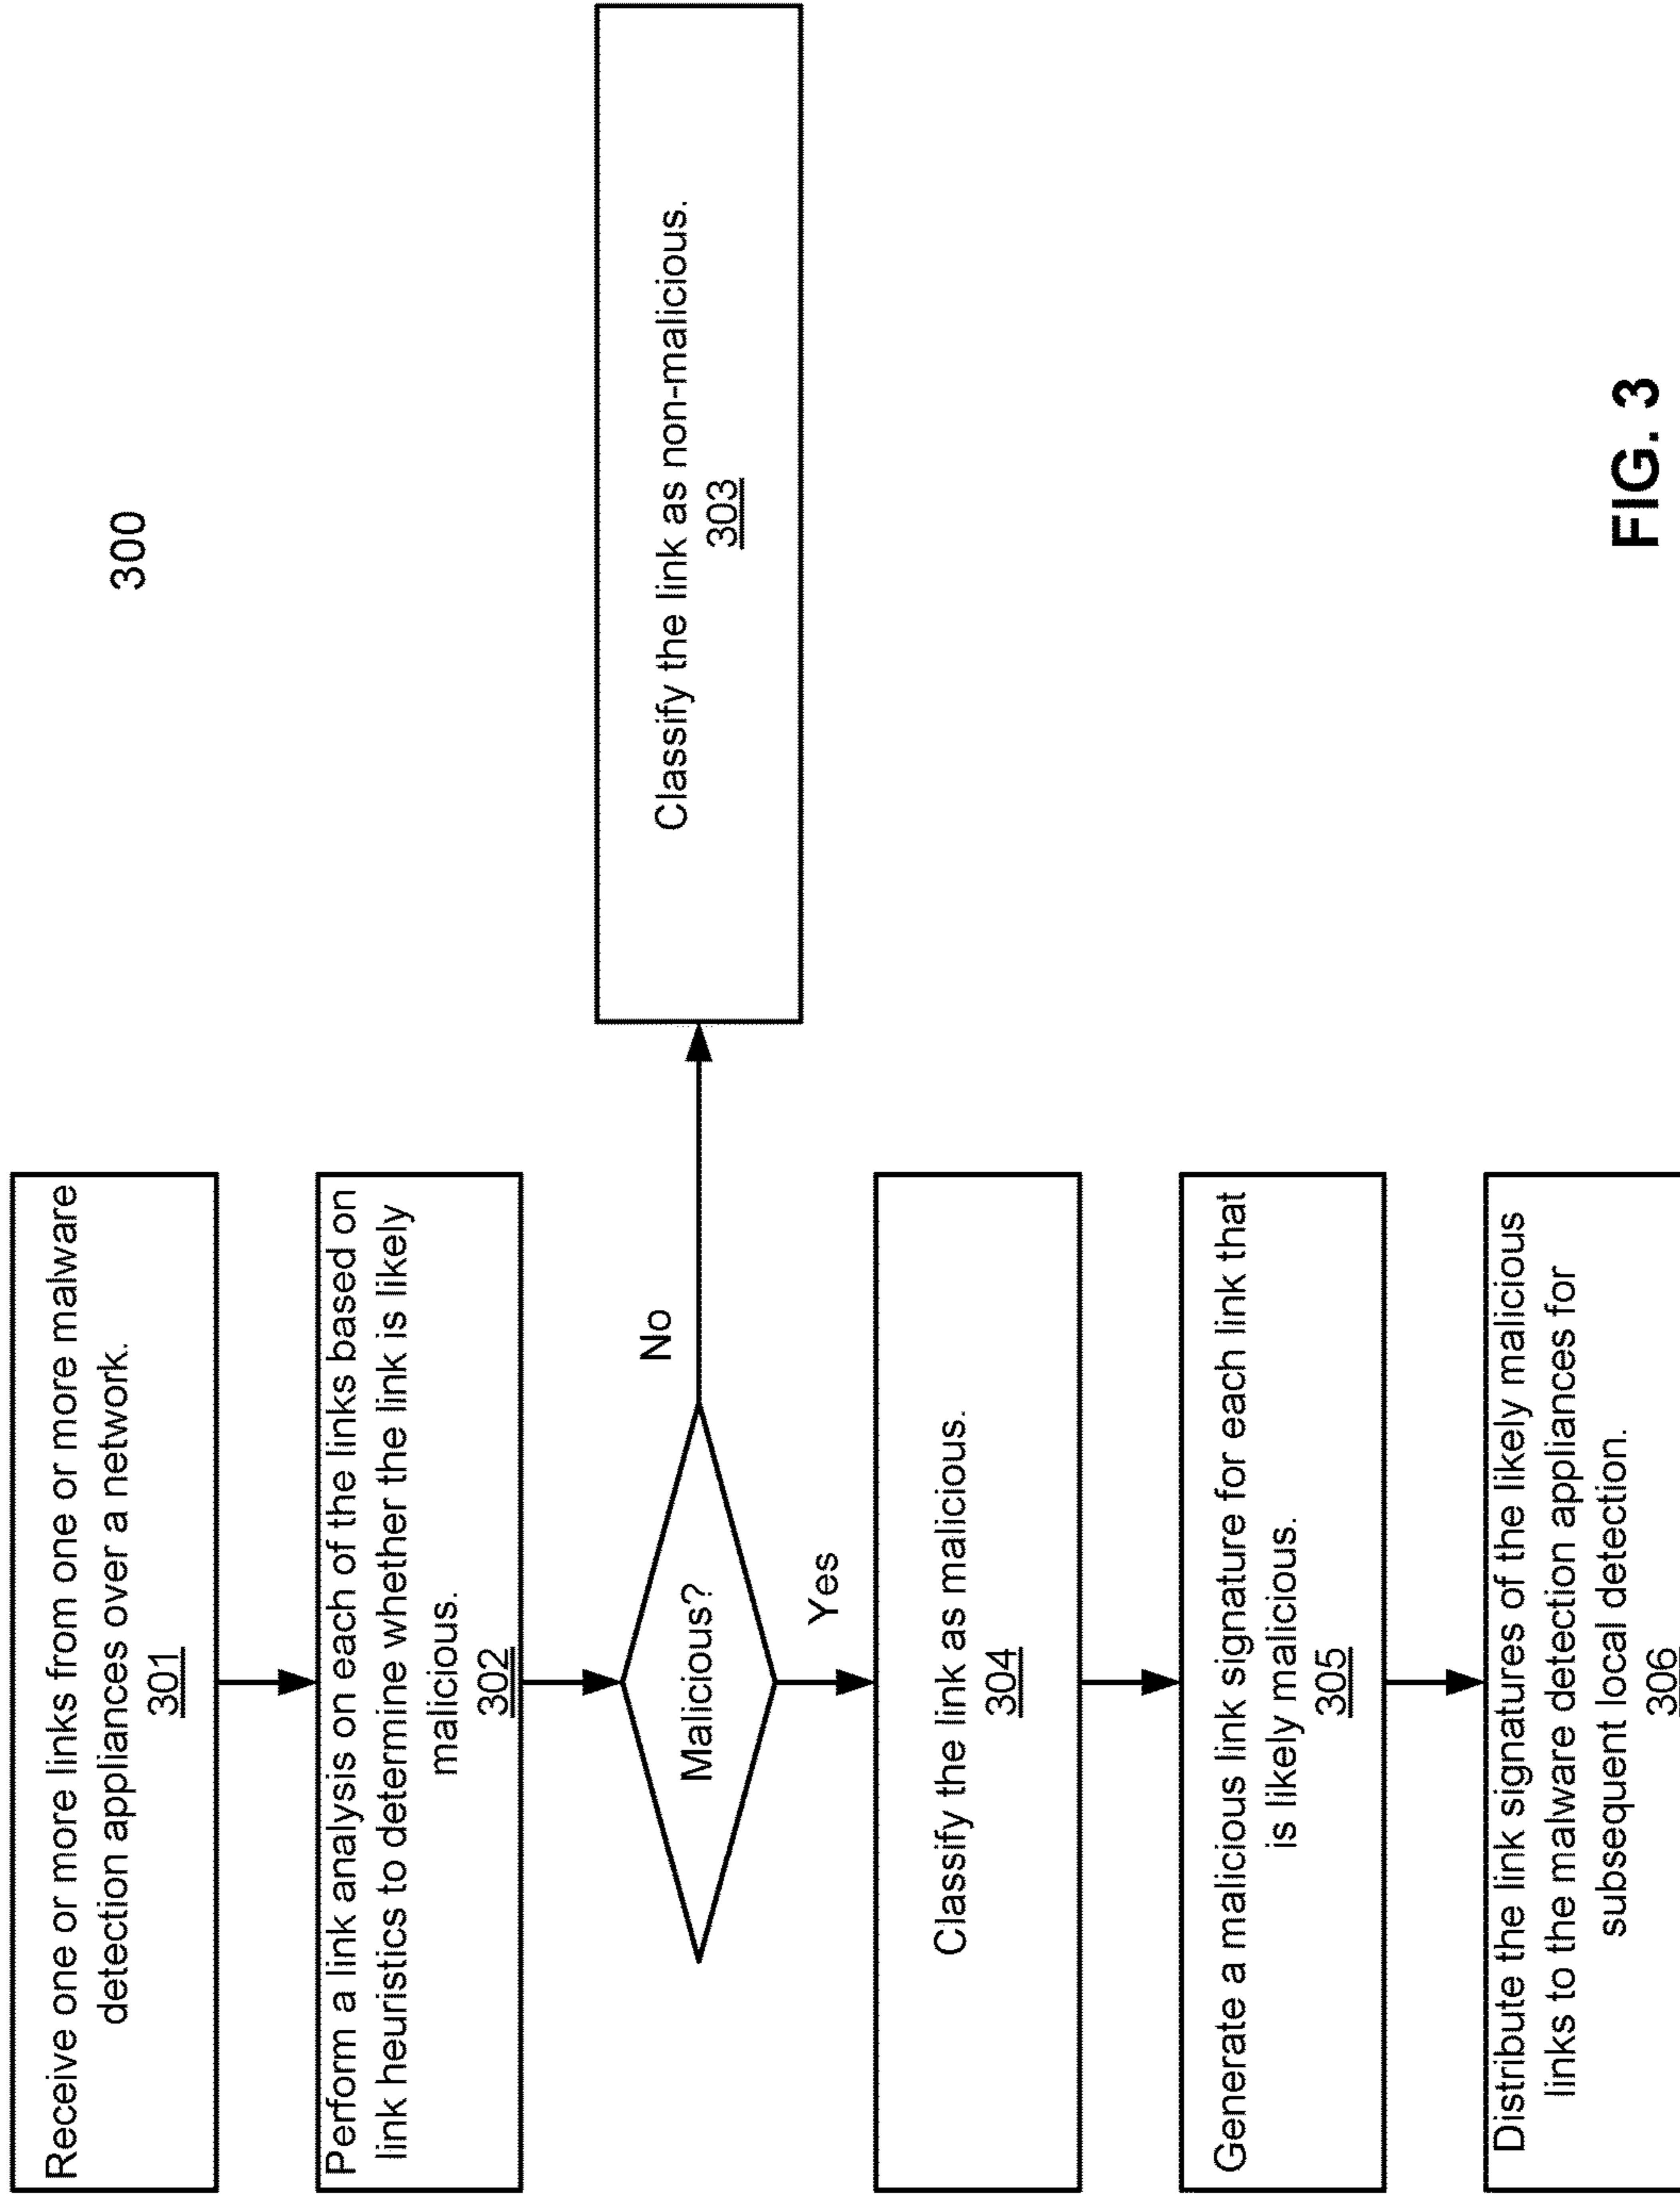 300
Receive one or more links from one or more malware
detection appliances over a network.
301
Perform a link analysis on each of the links based on
link heuristics to determine whether the link is likely
malicious.
302
Malicious?
No
Classify the link as non-malicious.
303
Yes
Classify the link as malicious.
304
Generate a malicious link signature for each link that
is likely malicious.
305
Distribute the link signatures of the likely malicious
links to the malware detection appliances for
subsequent local detection.
306
FIG. 3